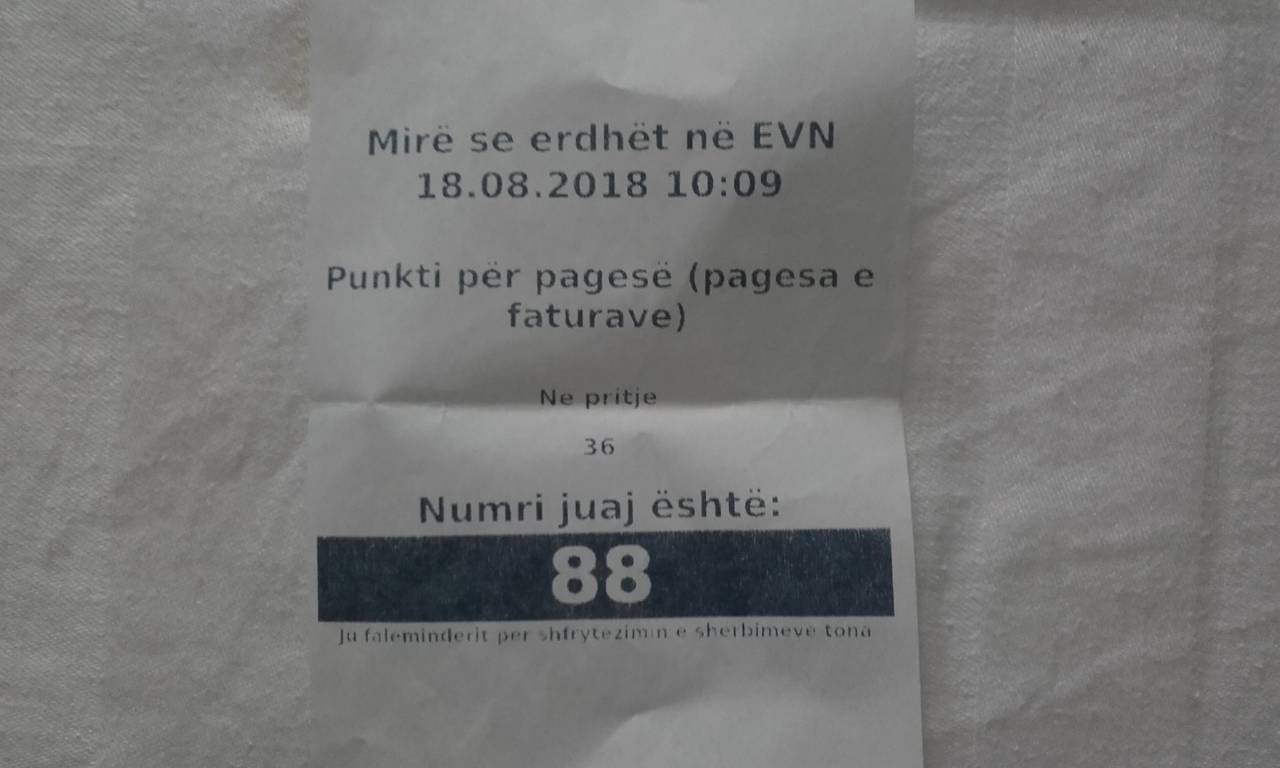 Mirë se erdhët në EVN
18.08.2018 10:09
Punkti për pagesë (pagesa e
faturave)
Ne pritje
36
Numri juaj është:
88
Ju faleminderit per shfrytezimin e sherbimeve tona